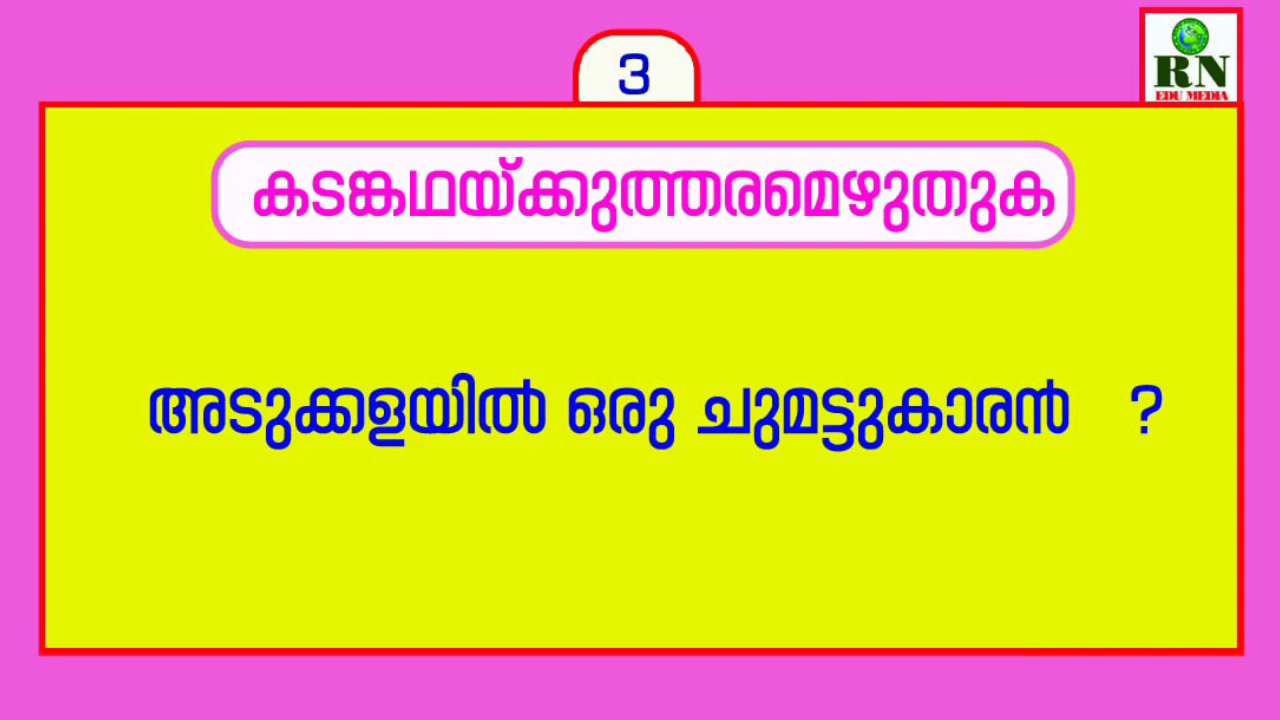 3
RN
EDU MEDIA
കടങ്കഥയ്ക്കുത്തരമെഴുതുക
അടുക്കളയിൽ ഒരു ചുമട്ടുകാരൻ ?